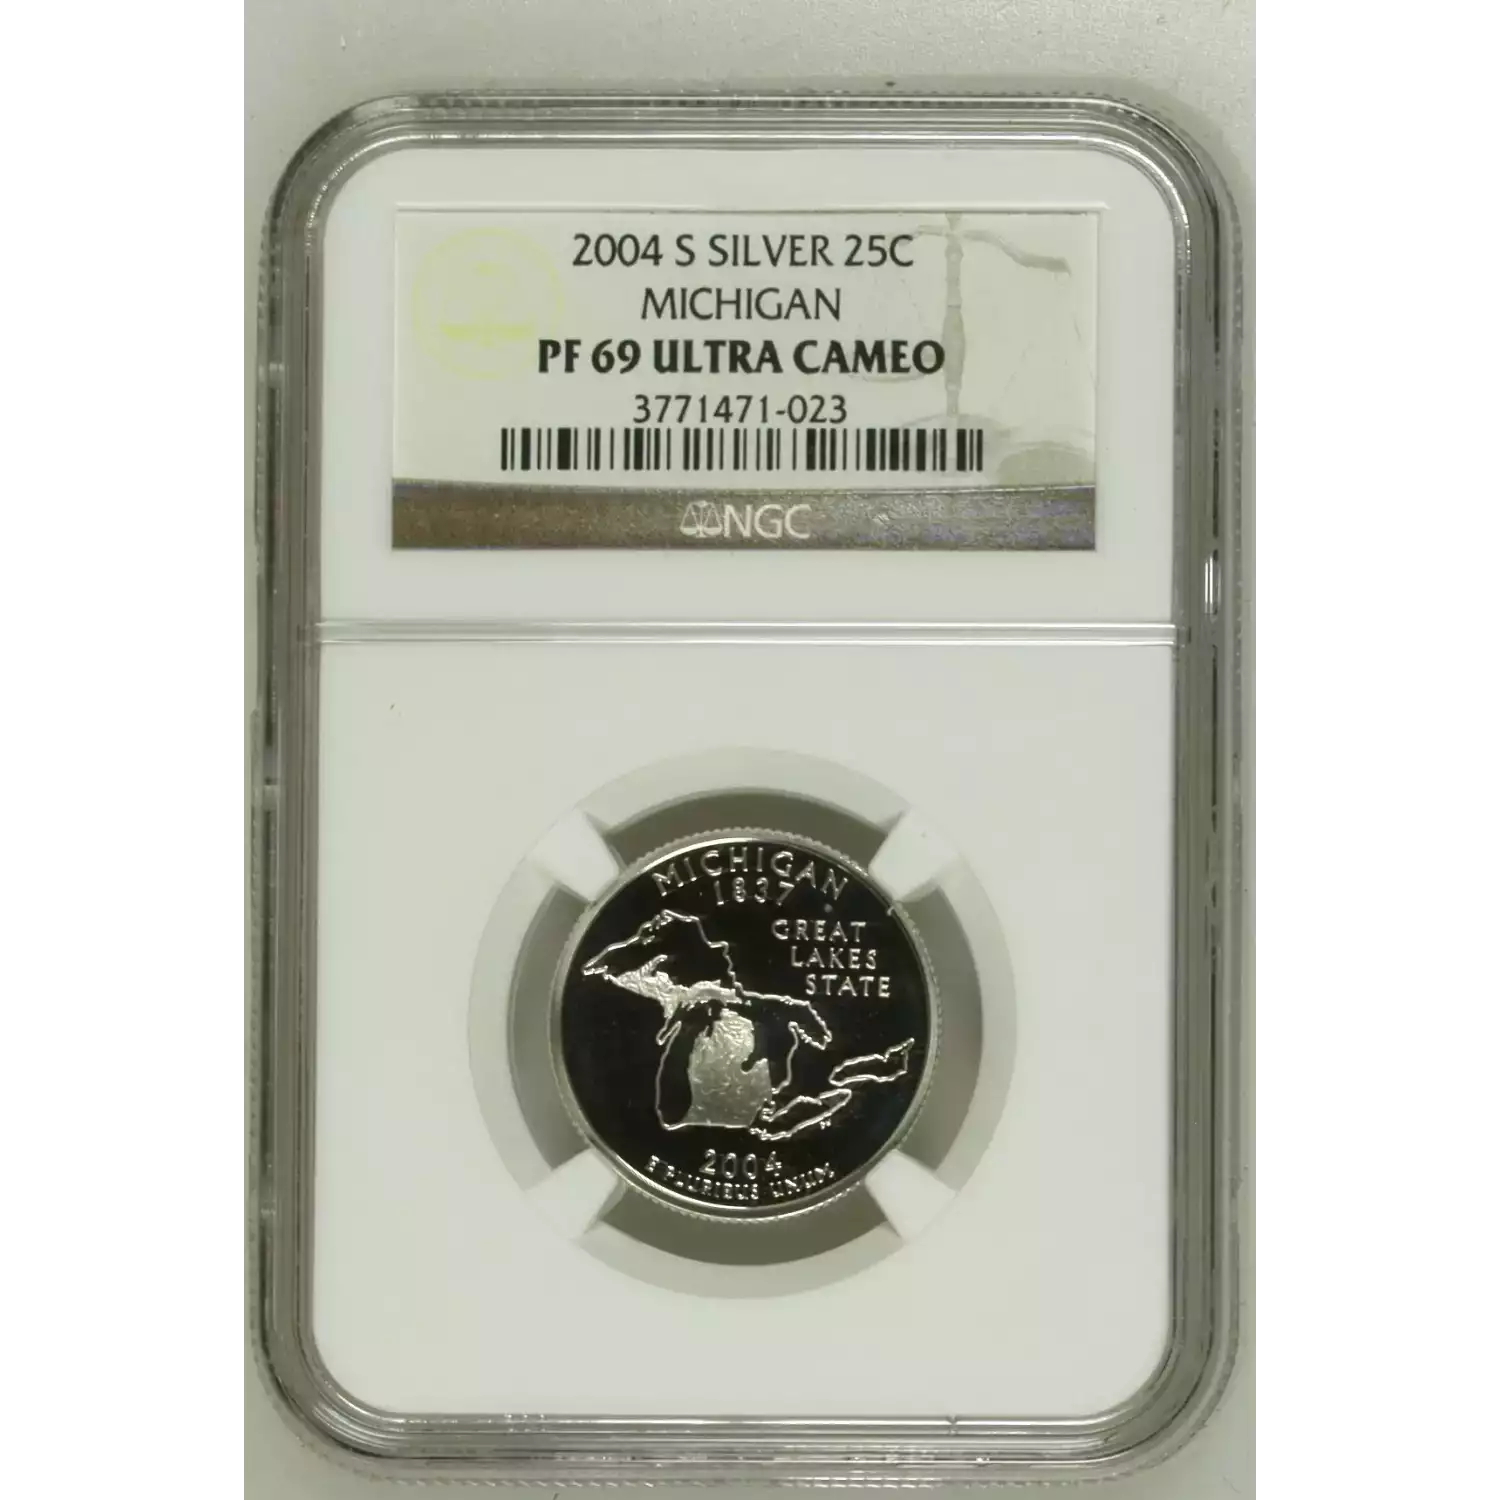 2004 S SILVER 25C
MICHIGAN
PF 69 ULTRA CAMEO
3771471-023
NGC
MICHIGAN
1837
GREAT
LAKES
STATE
2004
E PLURIBUS UNUM